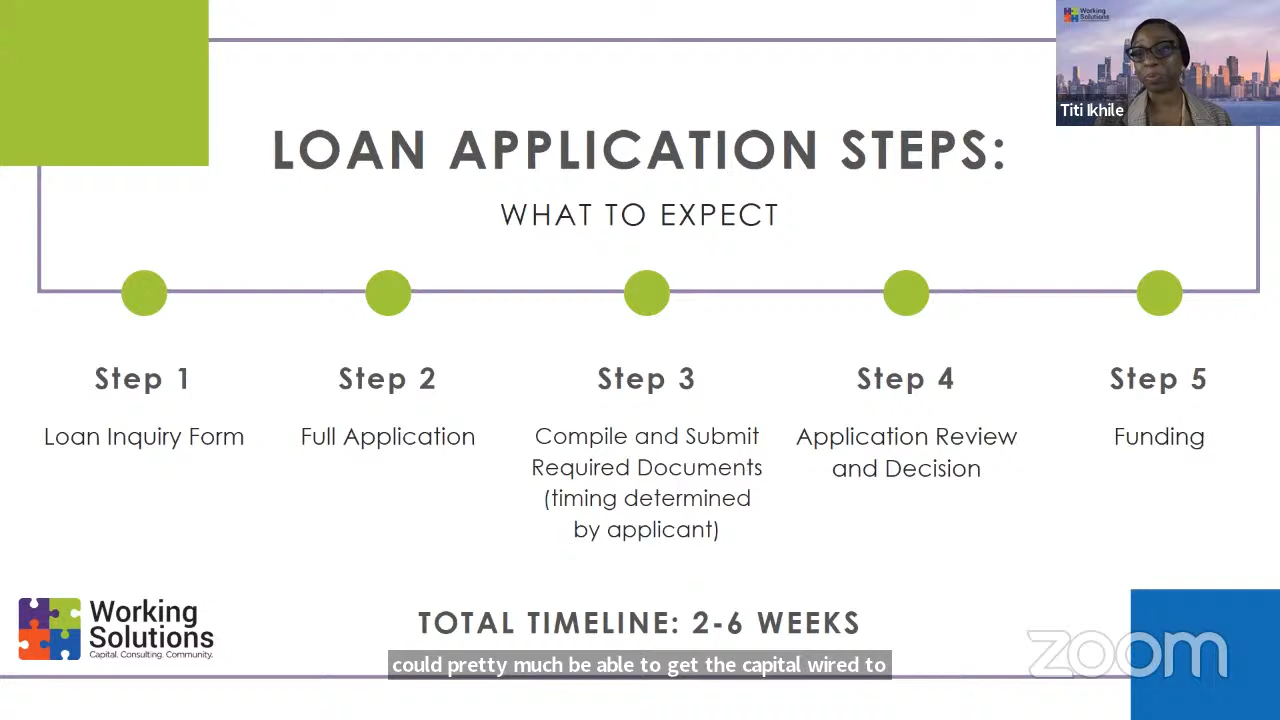 Working
Solutions
Titi Ikhile
LOAN APPLICATION STEPS:
WHAT TO EXPECT
Step 1
Loan Inquiry Form
Step 2
Full Application
Step 3
Compile and Submit
Required Documents
(timing determined
by applicant)
Step 4
Application Review
and Decision
Step 5
Funding
Working
Solutions
Capital. Consulting. Community.
TOTAL TIMELINE: 2-6 WEEKS
could pretty much be able to get the capital wired to
zoom